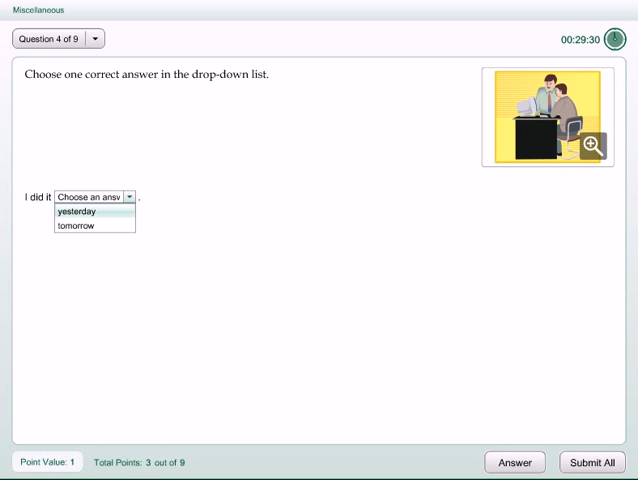 Miscellaneous
Question 4 of 9
00:29:30
Choose one correct answer in the drop-down list.
I did it Choose an answ .
yesterday
tomorrow
Point Value: 1 Total Points: 3 out of 9 Answer Submit All